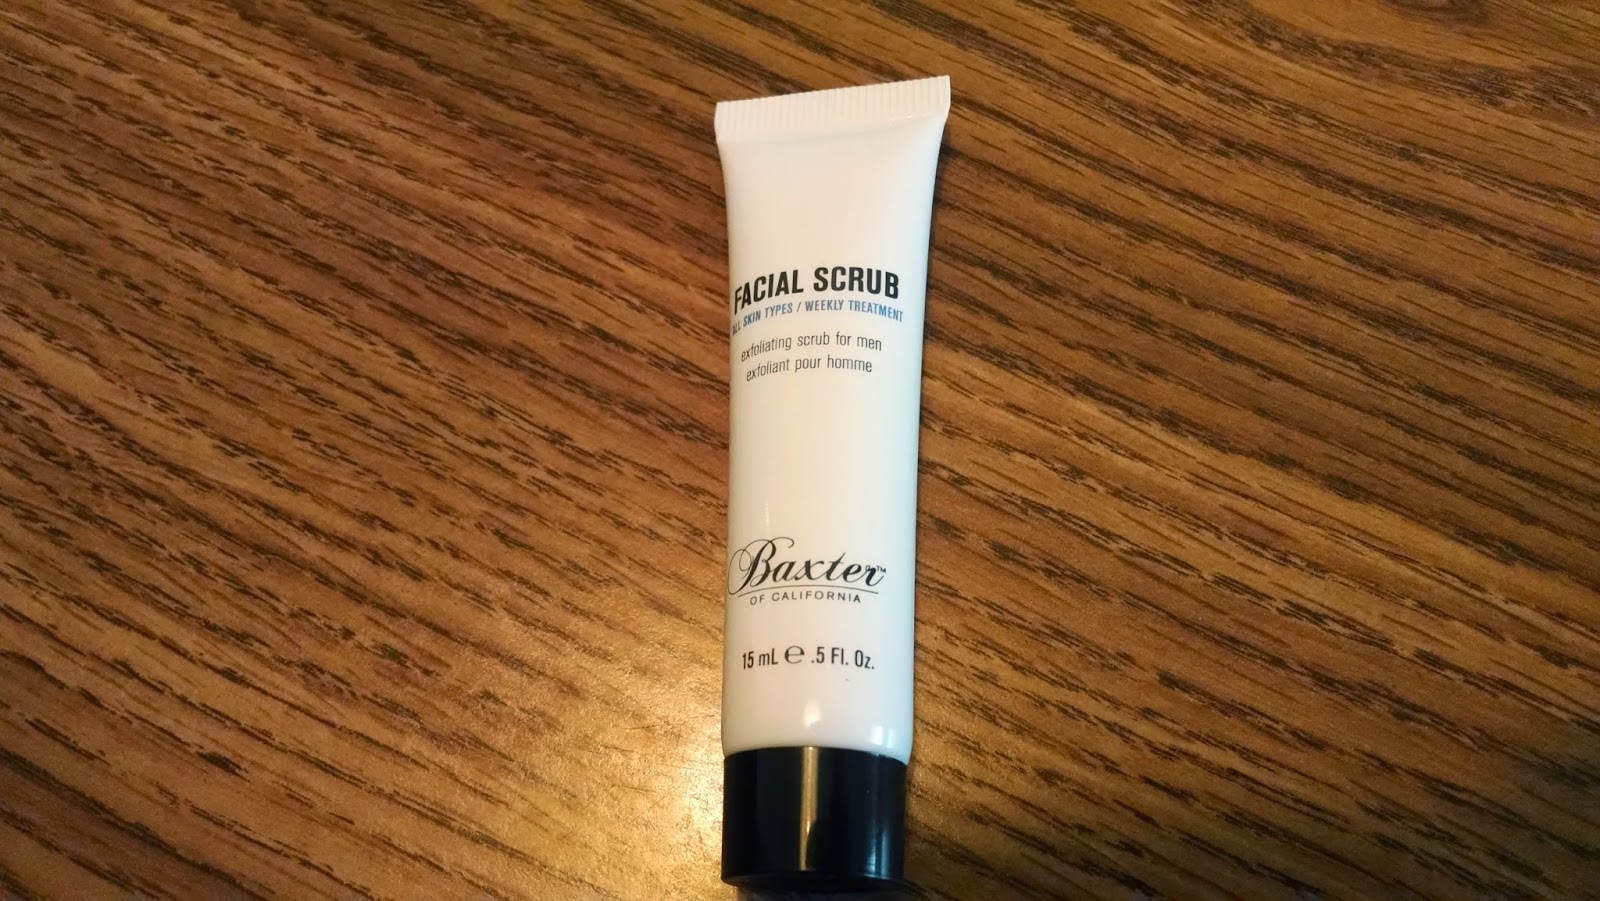 FACIAL SCRUB
ALL SKIN TYPES / WEEKLY TREATMENT
exfoliating scrub for men
exfoliant pour homme
Baxter™
OF CALIFORNIA
15 mL ℮ .5 Fl. Oz.